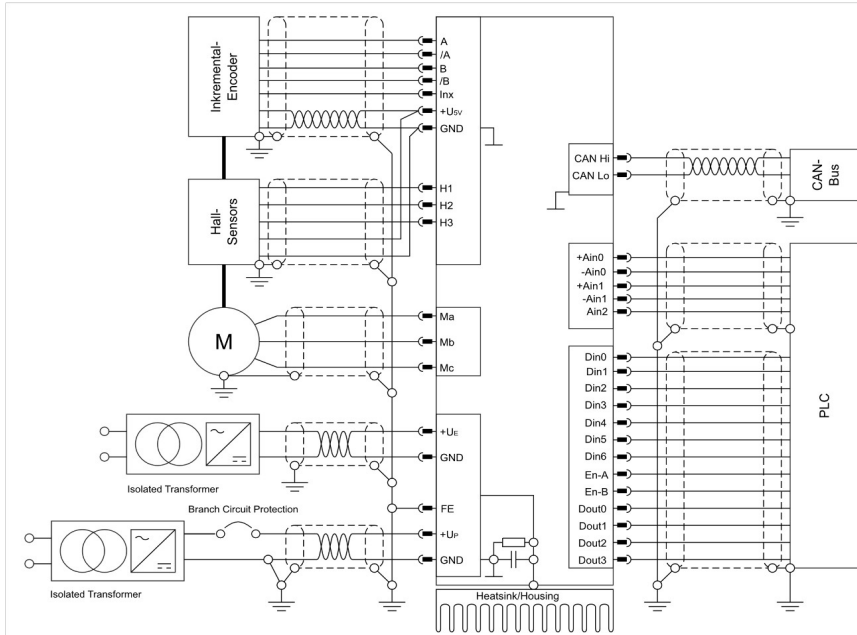 Inkremental-
Encoder
A
/A
B
/B
Inx
+U5V
GND
Hall-
Sensors
H1
H2
H3
M
Ma
Mb
Mc
+UE
GND
Isolated Transformer
Branch Circuit Protection
FE
+UP
GND
Isolated Transformer
Heatsink/Housing
CAN Hi
CAN Lo
CAN-
Bus
+Ain0
-Ain0
+Ain1
-Ain1
Ain2
Din0
Din1
Din2
Din3
Din4
Din5
Din6
En-A
En-B
Dout0
Dout1
Dout2
Dout3
PLC